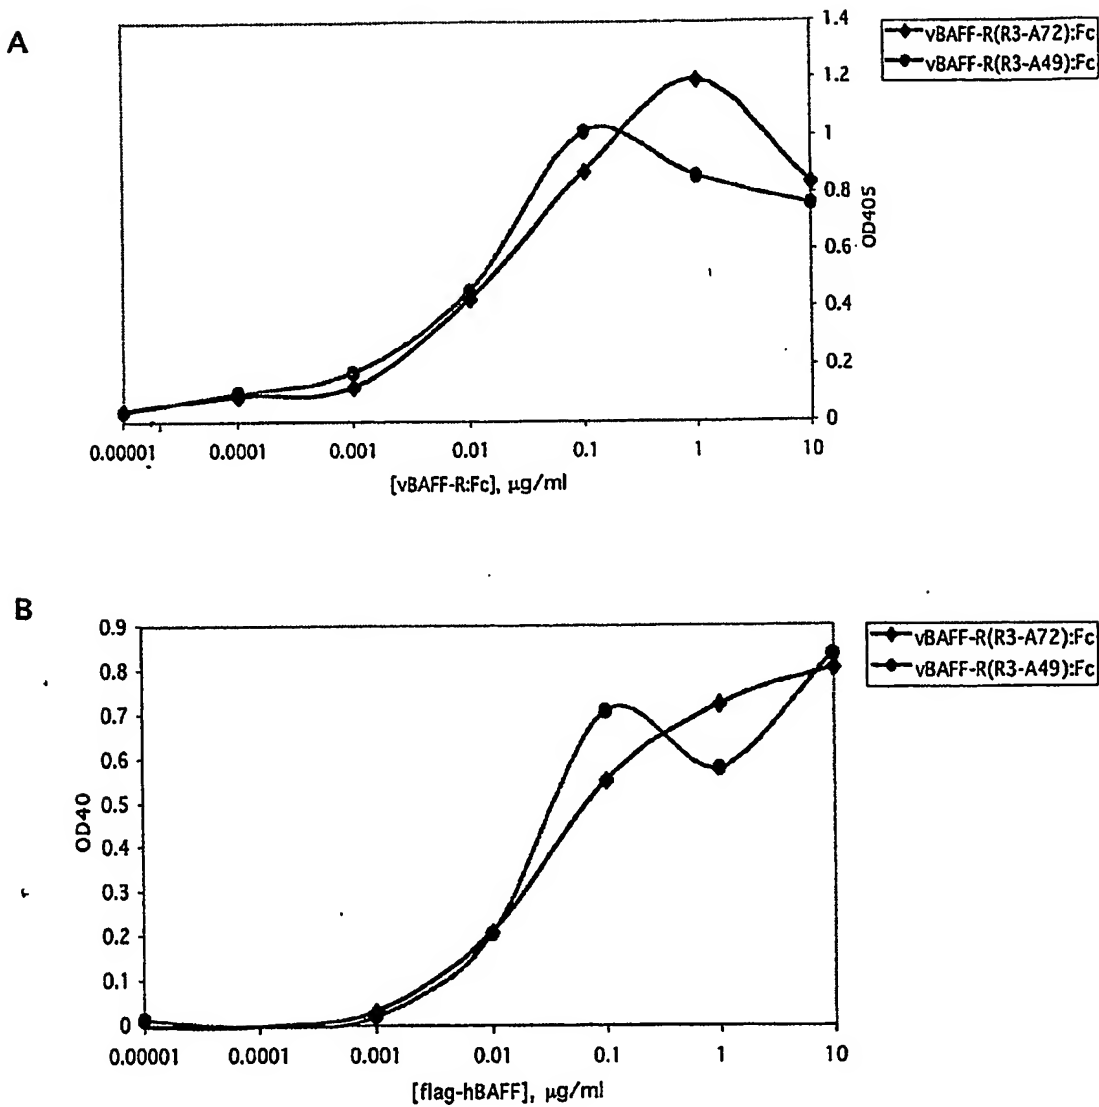 A
1.4
1.2
1
0.8
0.6
0.4
0.2
0
OD405
vBAFF-R(R3-A72):Fc
vBAFF-R(R3-A49):Fc
0.00001 0.0001 0.001 0.01 0.1 1 10
[vBAFF-R:Fc], μg/ml
B
0.9
0.8
0.7
0.6
0.5
0.4
0.3
0.2
0.1
0
OD40
vBAFF-R(R3-A72):Fc
vBAFF-R(R3-A49):Fc
0.00001 0.0001 0.001 0.01 0.1 1 10
[flag-hBAFF], μg/ml